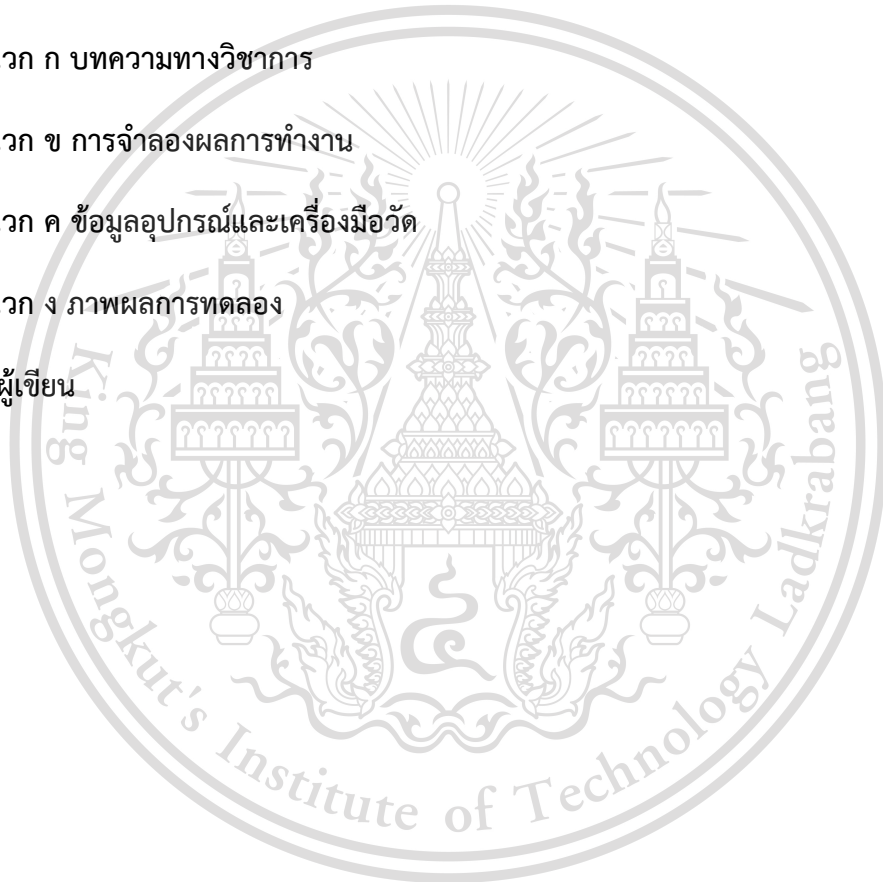 วก ก บทความทางวิชาการ
วก ข การจำลองผลการทำงาน
วก ค ข้อมูลอุปกรณ์และเครื่องมือวัด
วก ง ภาพผลการทดลอง
ผู้เขียน
King Mongkut's Institute of Technology Ladkrabang